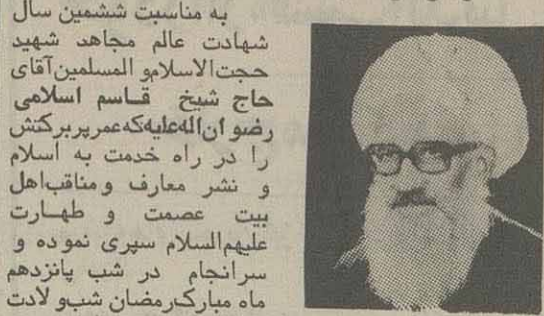 به مناسبت ششمین سال
شهادت عالم مجاهد شهید
حجت‌الاسلام‌و المسلمین‌آقای
حاج شیخ قاسم اسلامی
رضوان‌الله‌علیه‌که‌عمرپربرکتش
را در راه خدمت به اسلام
و نشر معارف و مناقب‌اهل
بیت عصمت و طهارت
علیهم‌السلام سپری نموده و
سرانجام در شب پانزدهم
ماه مبارک‌رمضان شب‌ولادت